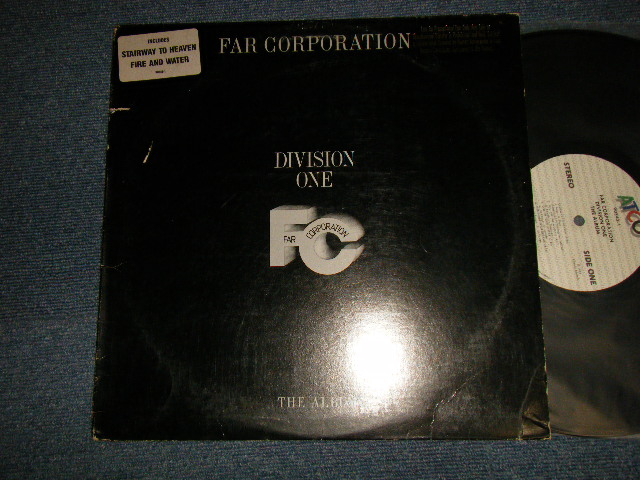 INCLUDES
STAIRWAY TO HEAVEN
FIRE AND WATER
FAR CORPORATION
DIVISION
ONE
FC
FAR CORPORATION
THE ALBUM
STEREO
ATCO
FAR CORPORATION
DIVISION ONE
THE ALBUM
SIDE ONE